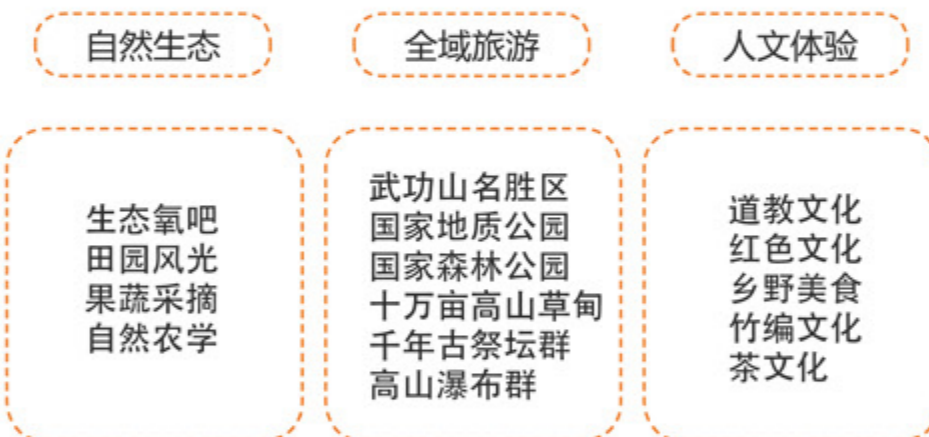 自然生态
全域旅游
人文体验
生态氧吧
田园风光
果蔬采摘
自然农学
武功山名胜区
国家地质公园
国家森林公园
十万亩高山草甸
千年古祭坛群
高山瀑布群
道教文化
红色文化
乡野美食
竹编文化
茶文化